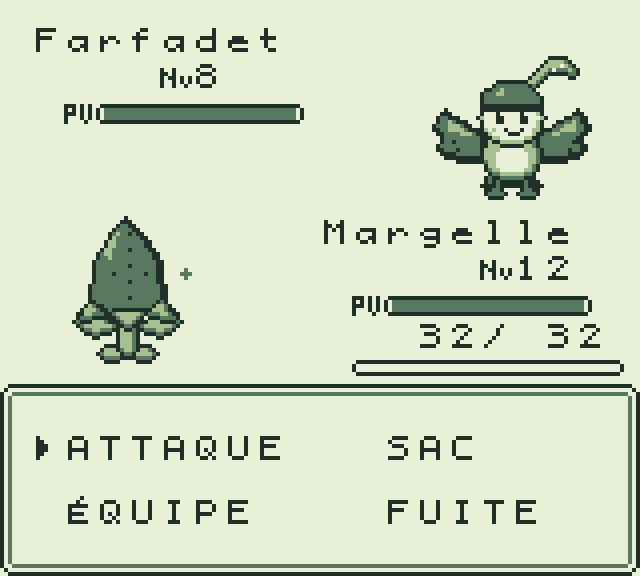 Farfadet
Nv8
PV
Margelle
Nv12
PV
32/ 32
ATTAQUE SAC
ÉQUIPE FUITE